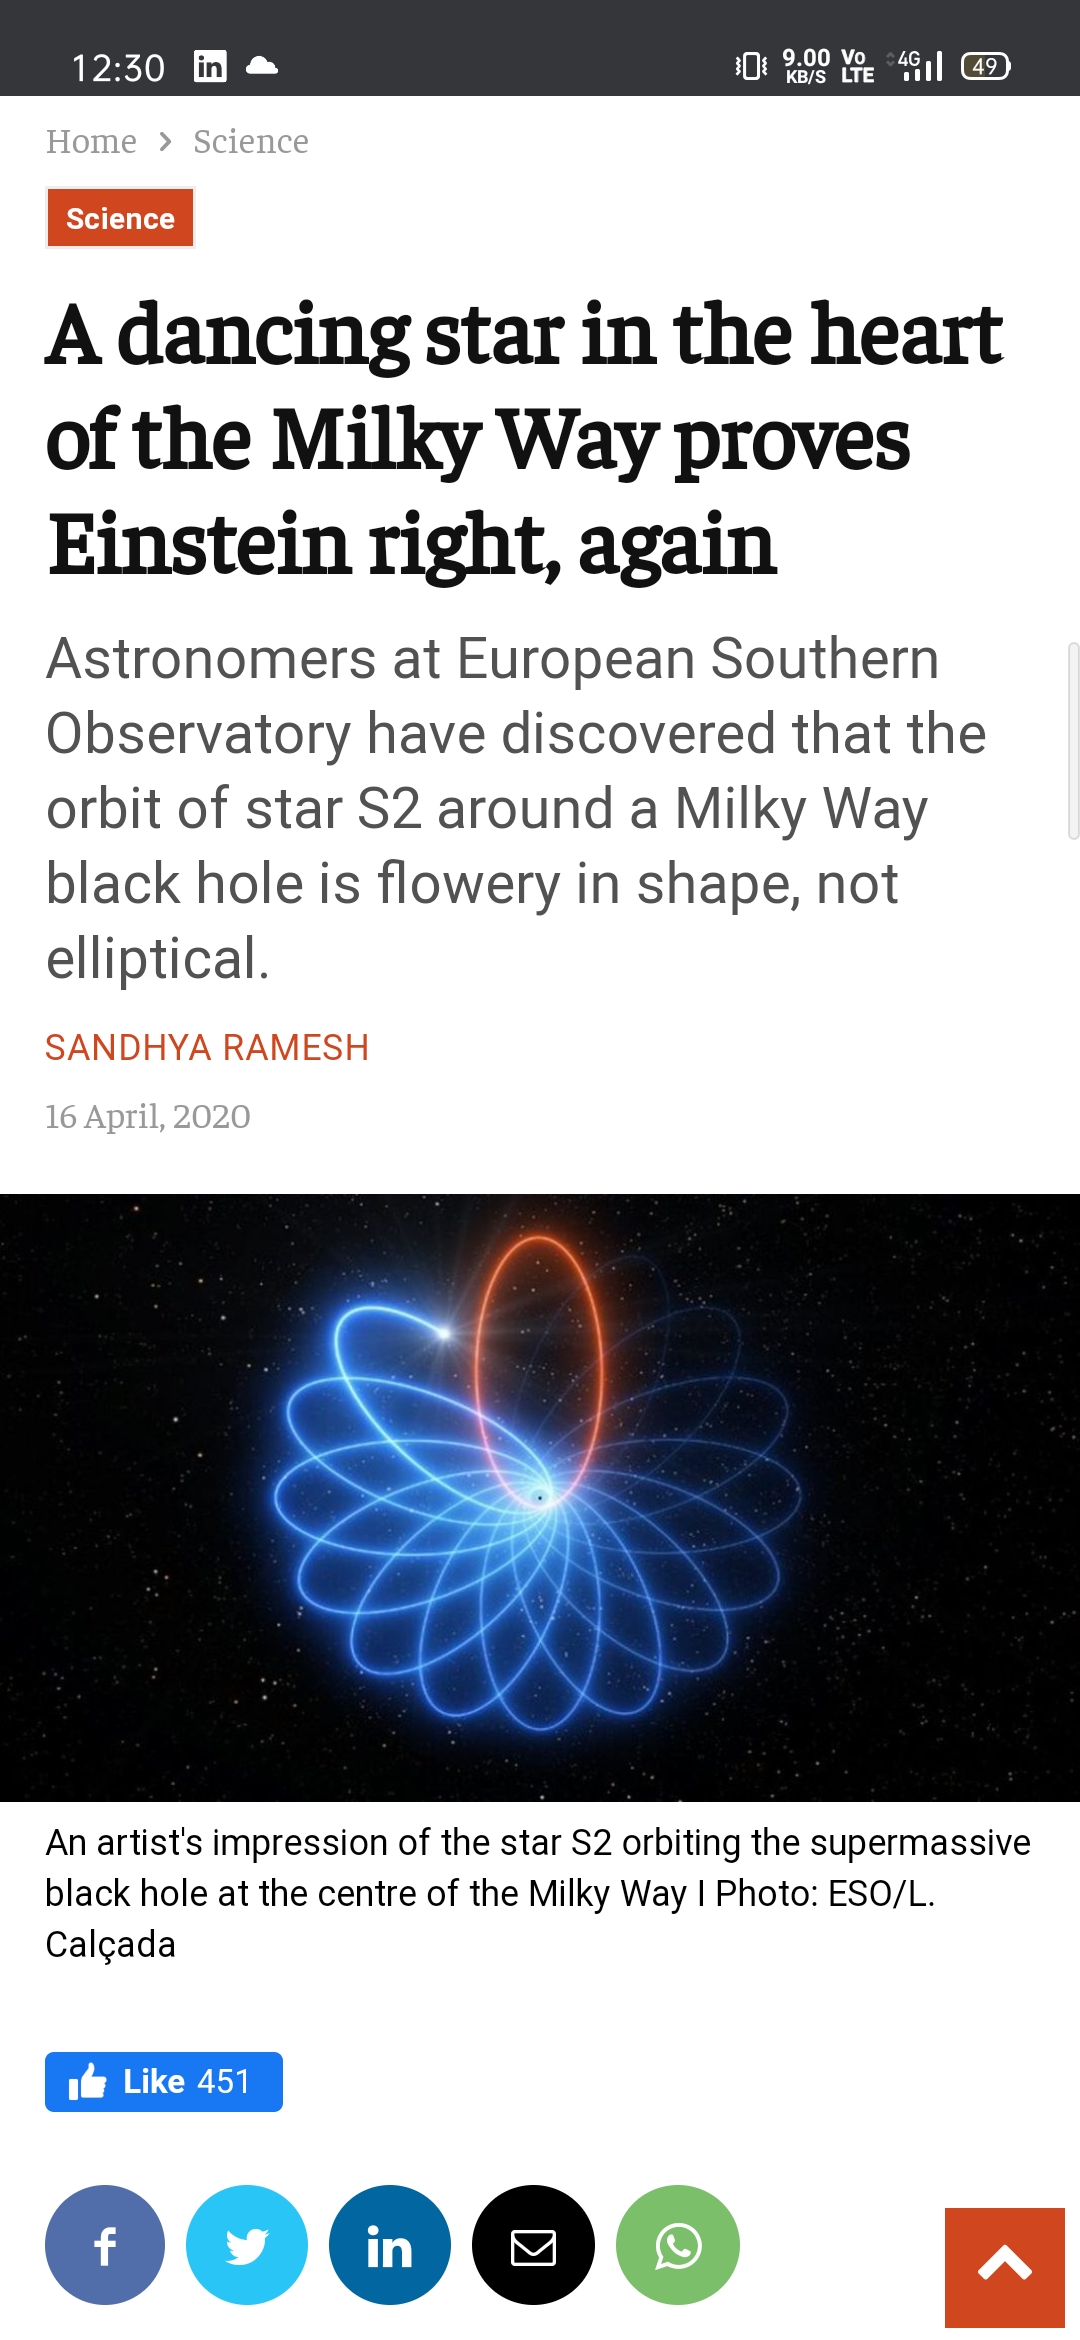 12:30 in 9.00 KB/S Vo LTE 4G 49
Home > Science
Science
A dancing star in the heart
of the Milky Way proves
Einstein right, again
Astronomers at European Southern
Observatory have discovered that the
orbit of star S2 around a Milky Way
black hole is flowery in shape, not
elliptical.
SANDHYA RAMESH
16 April, 2020
An artist's impression of the star S2 orbiting the supermassive
black hole at the centre of the Milky Way I Photo: ESO/L.
Calçada
Like 451
f in